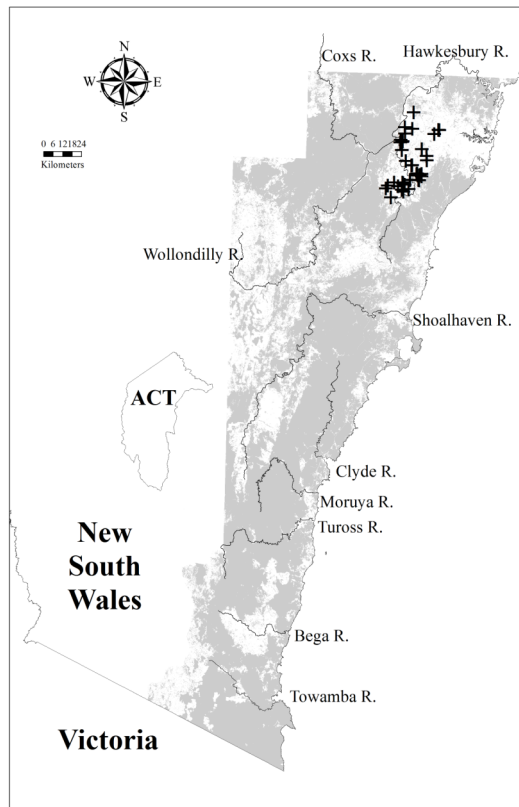 Coxs R.
Hawkesbury R.
N
W
E
S
0 6 121824
Kilometers
Wollondilly R.
Shoalhaven R.
ACT
Clyde R.
Moruya R.
Tuross R.
New
South
Wales
Bega R.
Towamba R.
Victoria